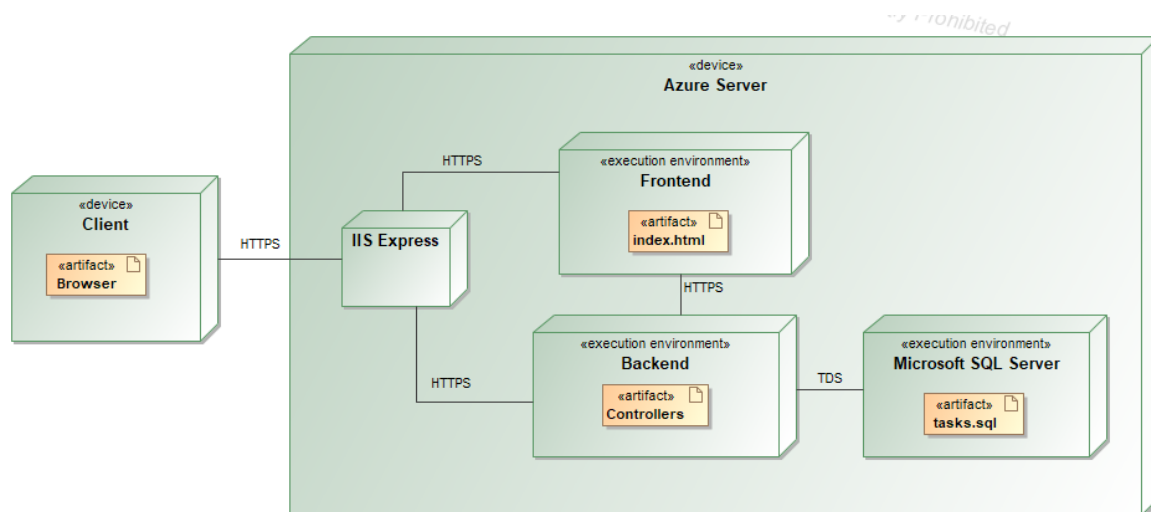 Prohibited
«device»
Azure Server
HTTPS
«execution environment»
Frontend
«artifact»
index.html
«device»
Client
«artifact»
Browser
HTTPS
IIS Express
HTTPS
HTTPS
«execution environment»
Backend
«artifact»
Controllers
TDS
«execution environment»
Microsoft SQL Server
«artifact»
tasks.sql